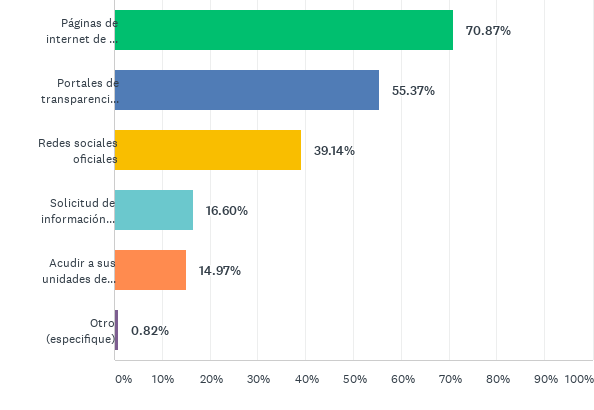 Páginas de
internet de ...
70.87%
Portales de
transparenci...
55.37%
Redes sociales
oficiales
39.14%
Solicitud de
información...
16.60%
Acudir a sus
unidades de...
14.97%
Otro
(especifique)
0.82%
0% 10% 20% 30% 40% 50% 60% 70% 80% 90% 100%